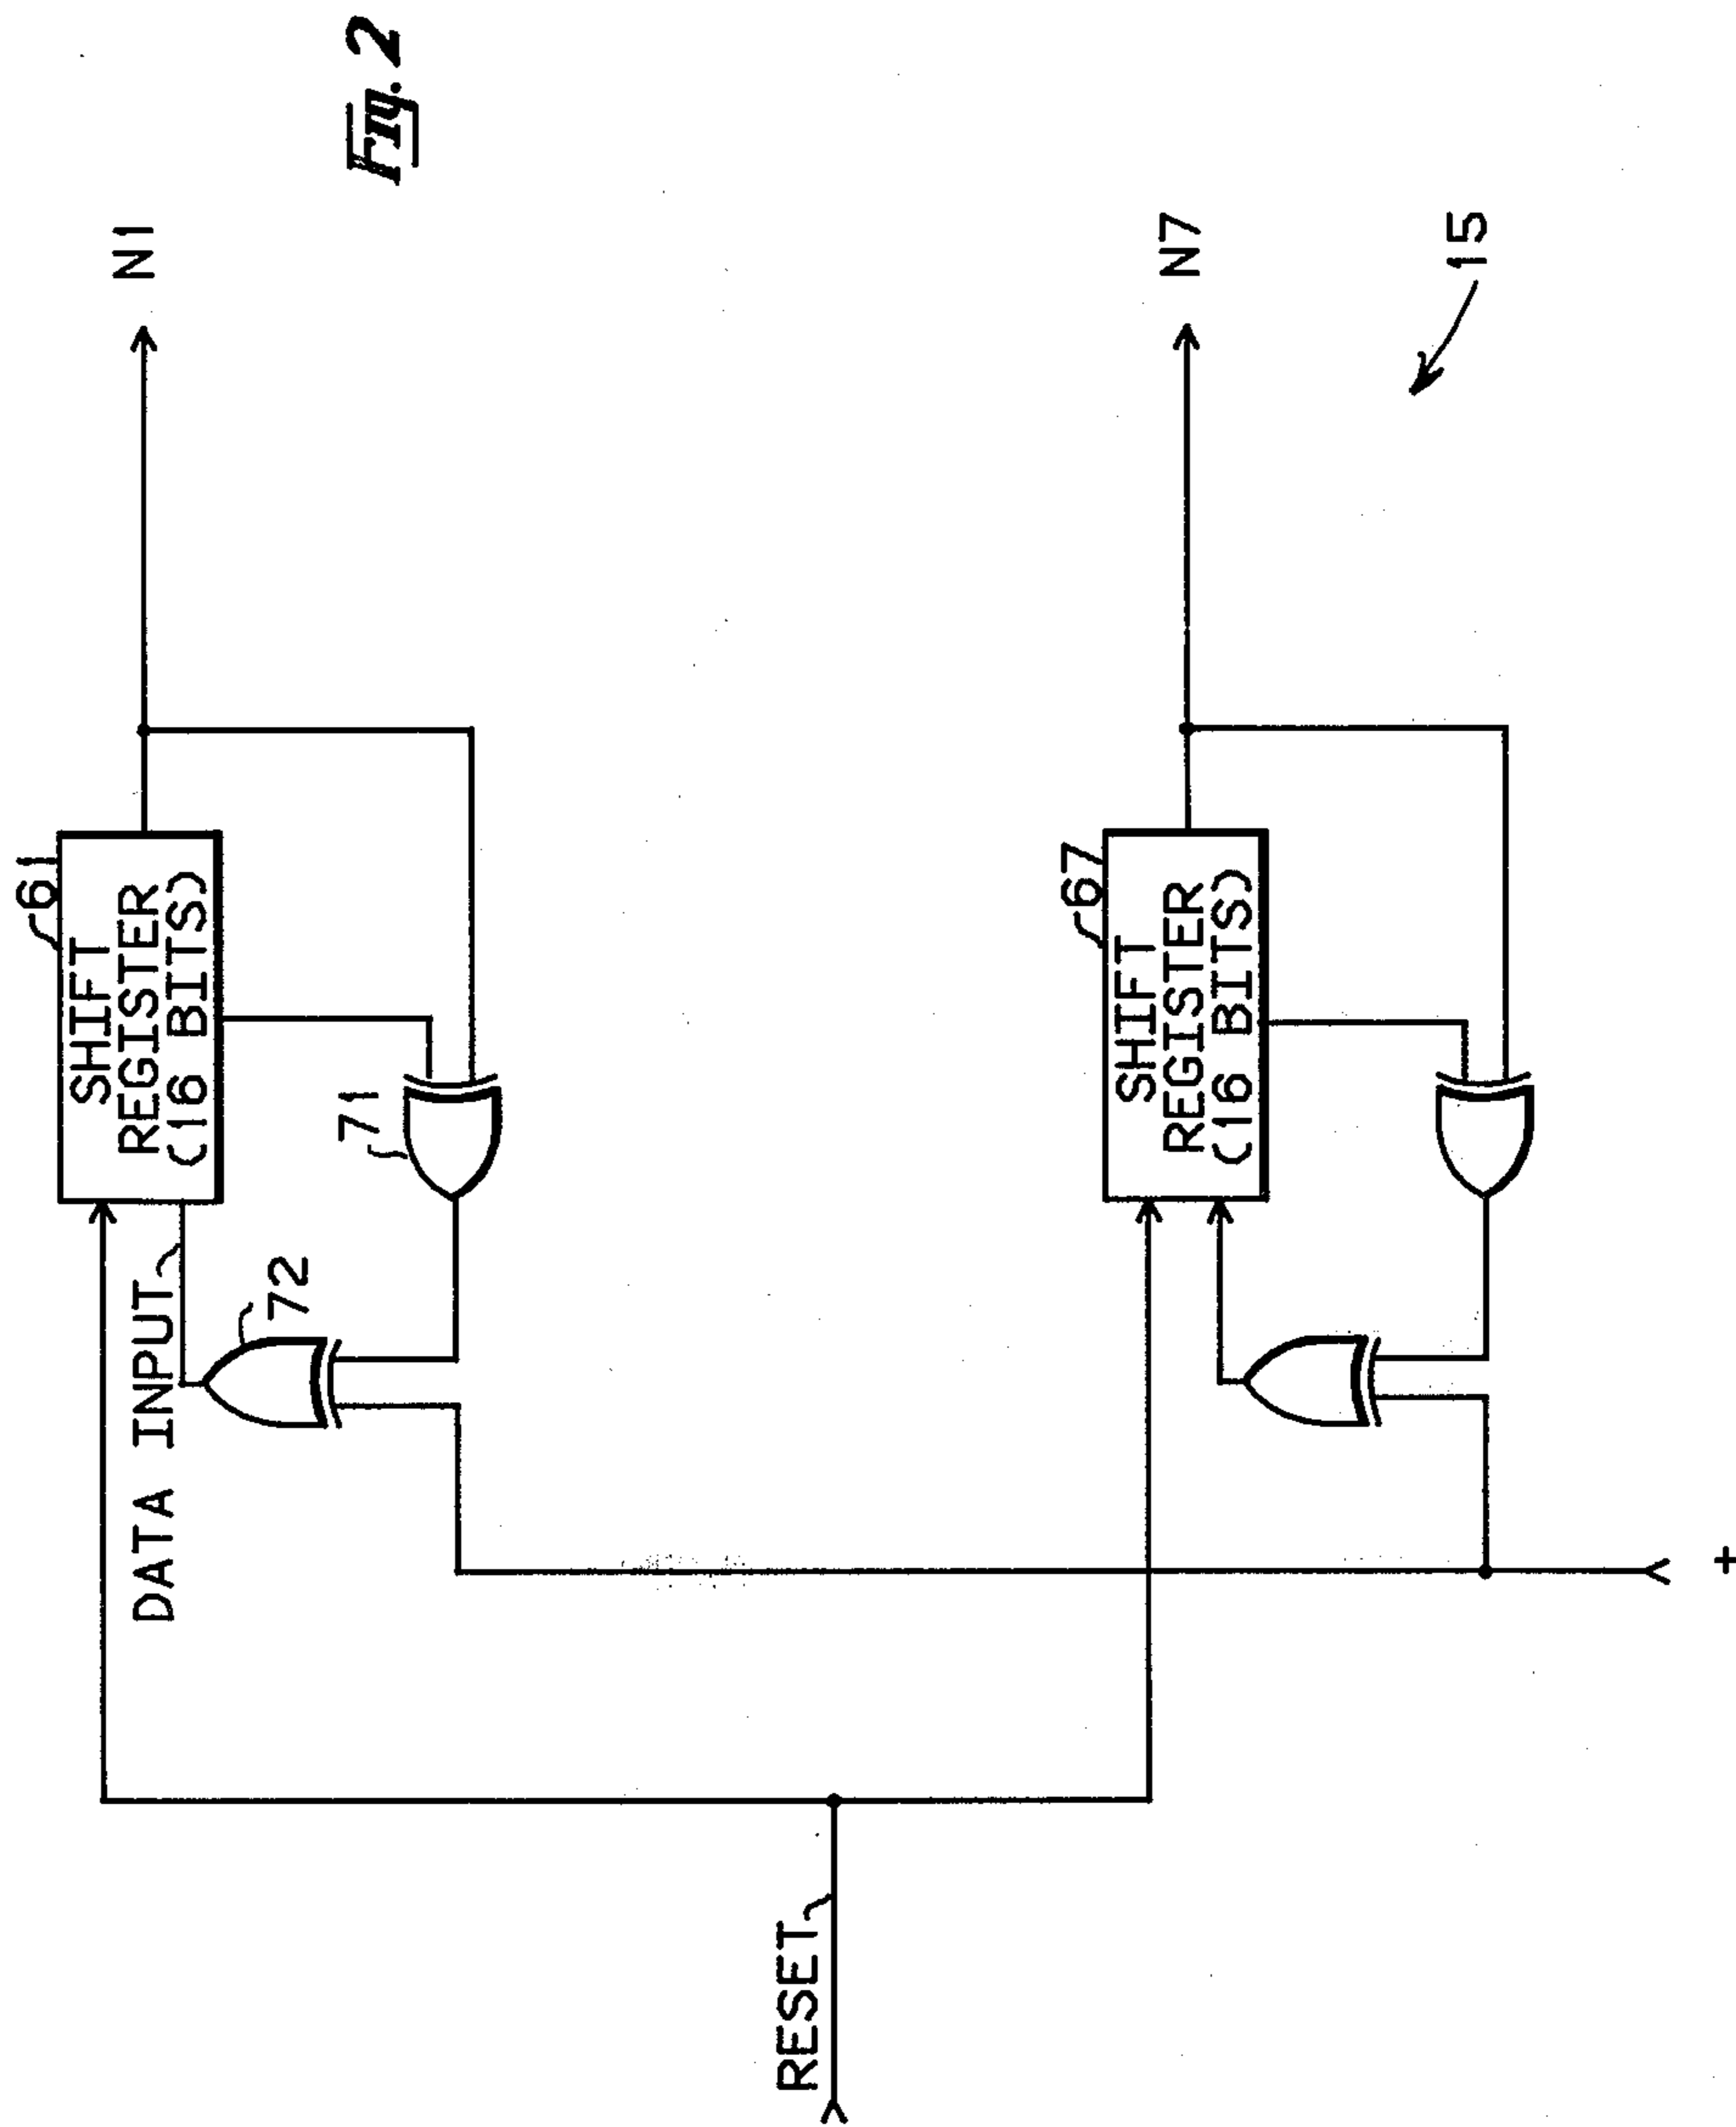 Fig. 2
N1
61
SHIFT
REGISTER
(16 BITS)
71
72
DATA INPUT
N7
67
SHIFT
REGISTER
(16 BITS)
15
RESET
+